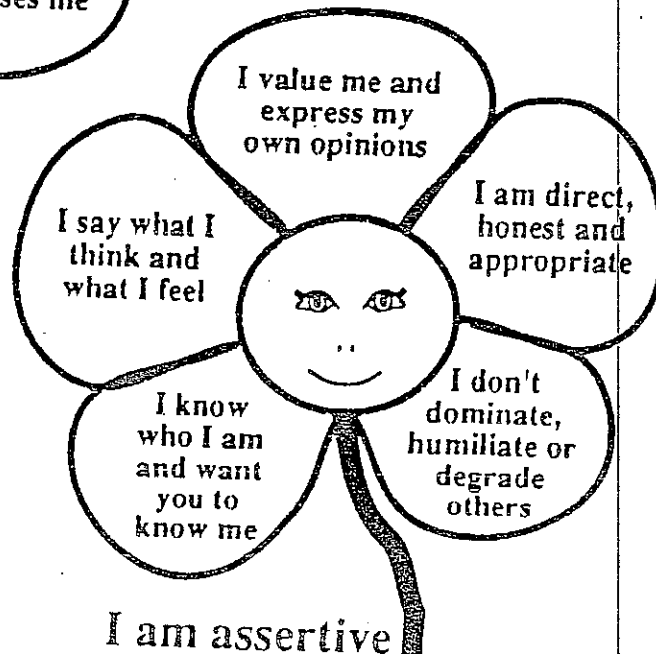 me
I value me and
express my
own opinions
I am direct,
honest and
appropriate
I say what I
think and
what I feel
I don't
dominate,
humiliate or
degrade
others
I know
who I am
and want
you to
know me
I am assertive